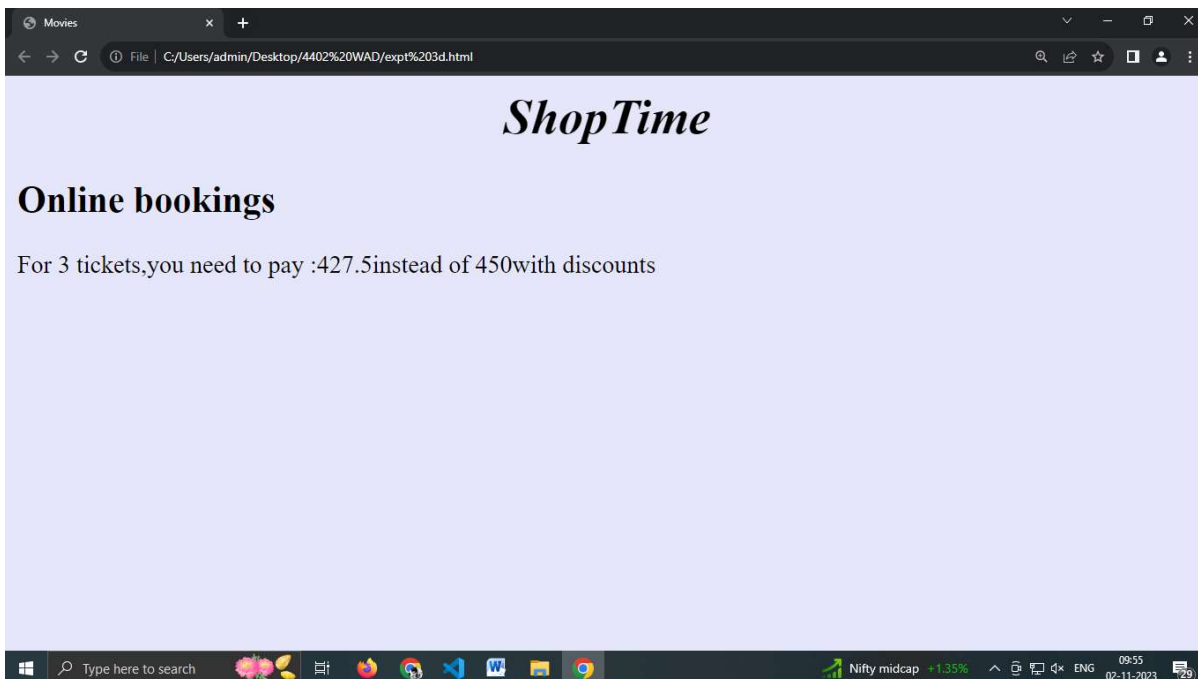 Movies
File C:/Users/admin/Desktop/4402%20WAD/expt%203d.html
ShopTime
Online bookings
For 3 tickets,you need to pay :427.5instead of 450with discounts
Type here to search
Nifty midcap +1.35% ENG 09:55
02-11-2023 29